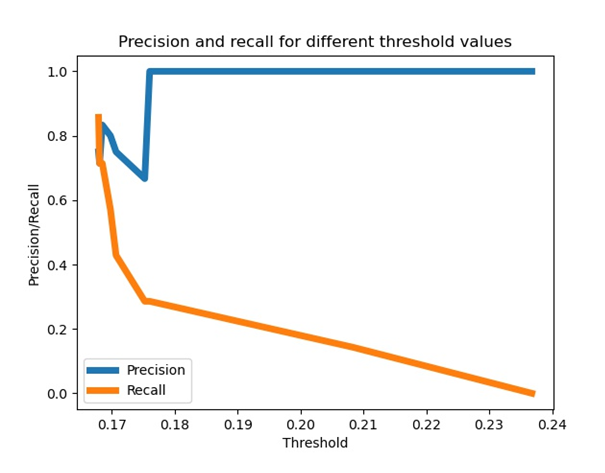 Precision and recall for different threshold values
Precision/Recall
1.0
0.8
0.6
0.4
0.2
0.0
Precision
Recall
0.17 0.18 0.19 0.20 0.21 0.22 0.23 0.24
Threshold